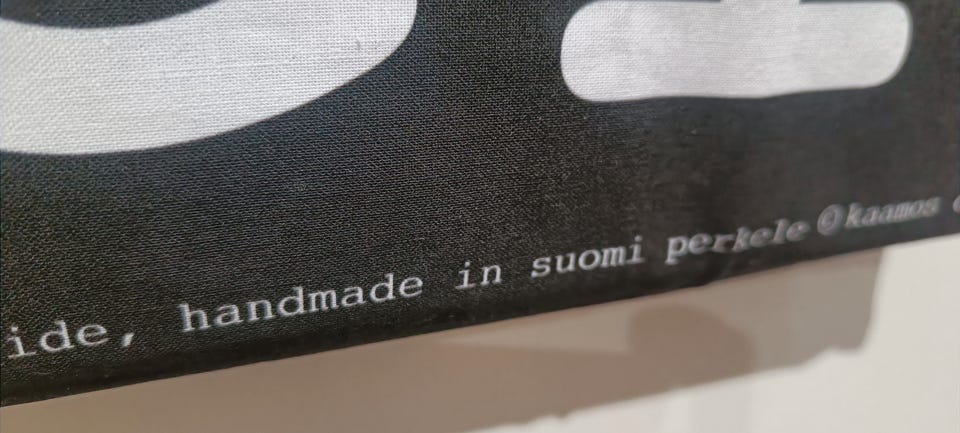 ide, handmade in suomi perkele ©kaamos